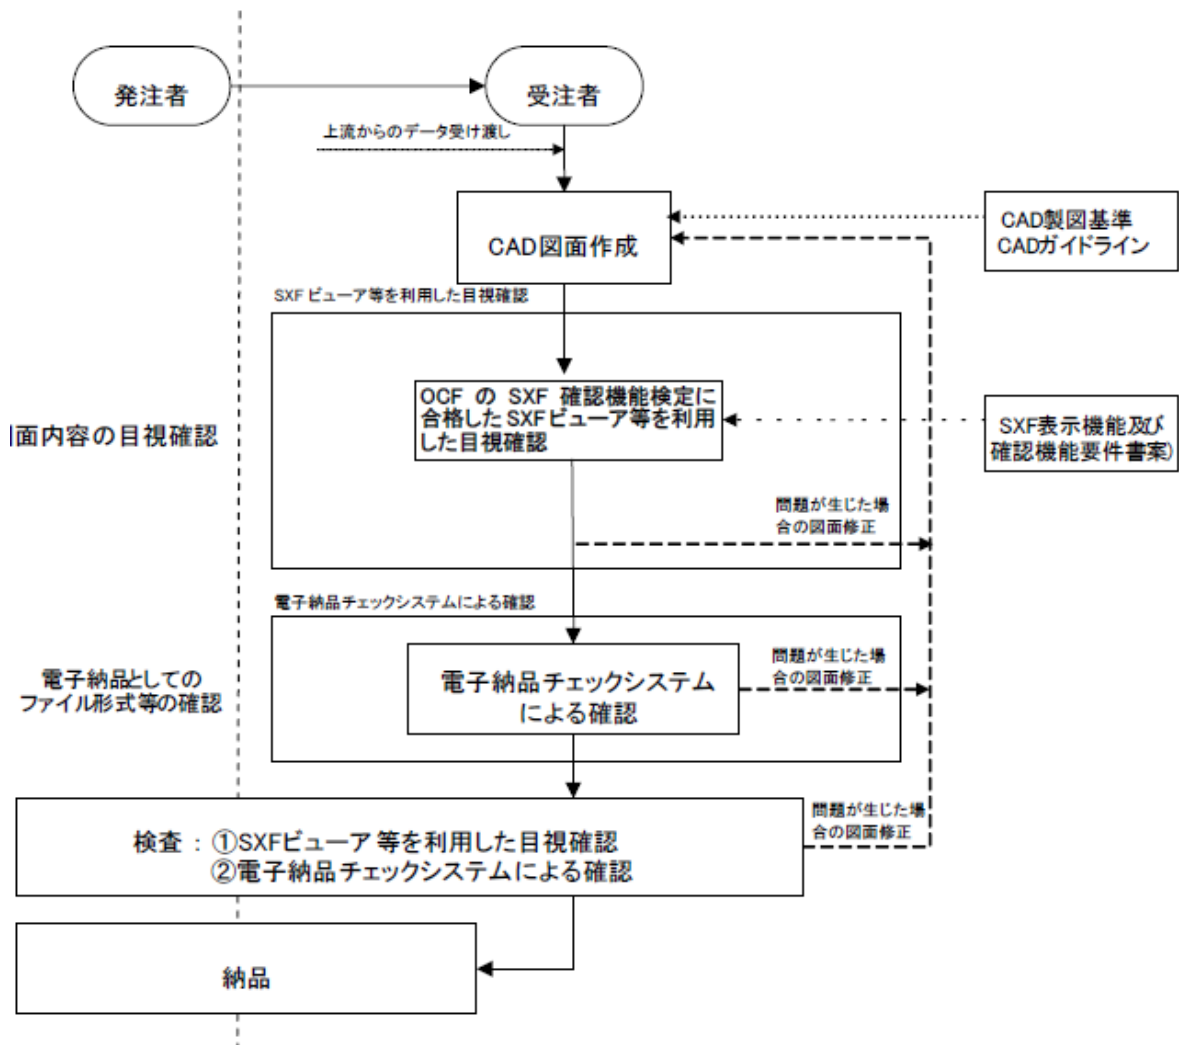 発注者
受注者
上流からのデータ受け渡し
CAD図面作成
CAD製図基準
CADガイドライン
SXFビューア等を利用した目視確認
OCF の SXF 確認機能検定に
合格したSXFビューア等を利用
した目視確認
面内容の目視確認
SXF表示機能及び
確認機能要件書案)
問題が生じた場
合の図面修正
電子納品チェックシステムによる確認
電子納品チェックシステム
による確認
問題が生じた場
合の図面修正
電子納品としての
ファイル形式等の確認
検査：①SXFビューア等を利用した目視確認
②電子納品チェックシステムによる確認
問題が生じた場
合の図面修正
納品